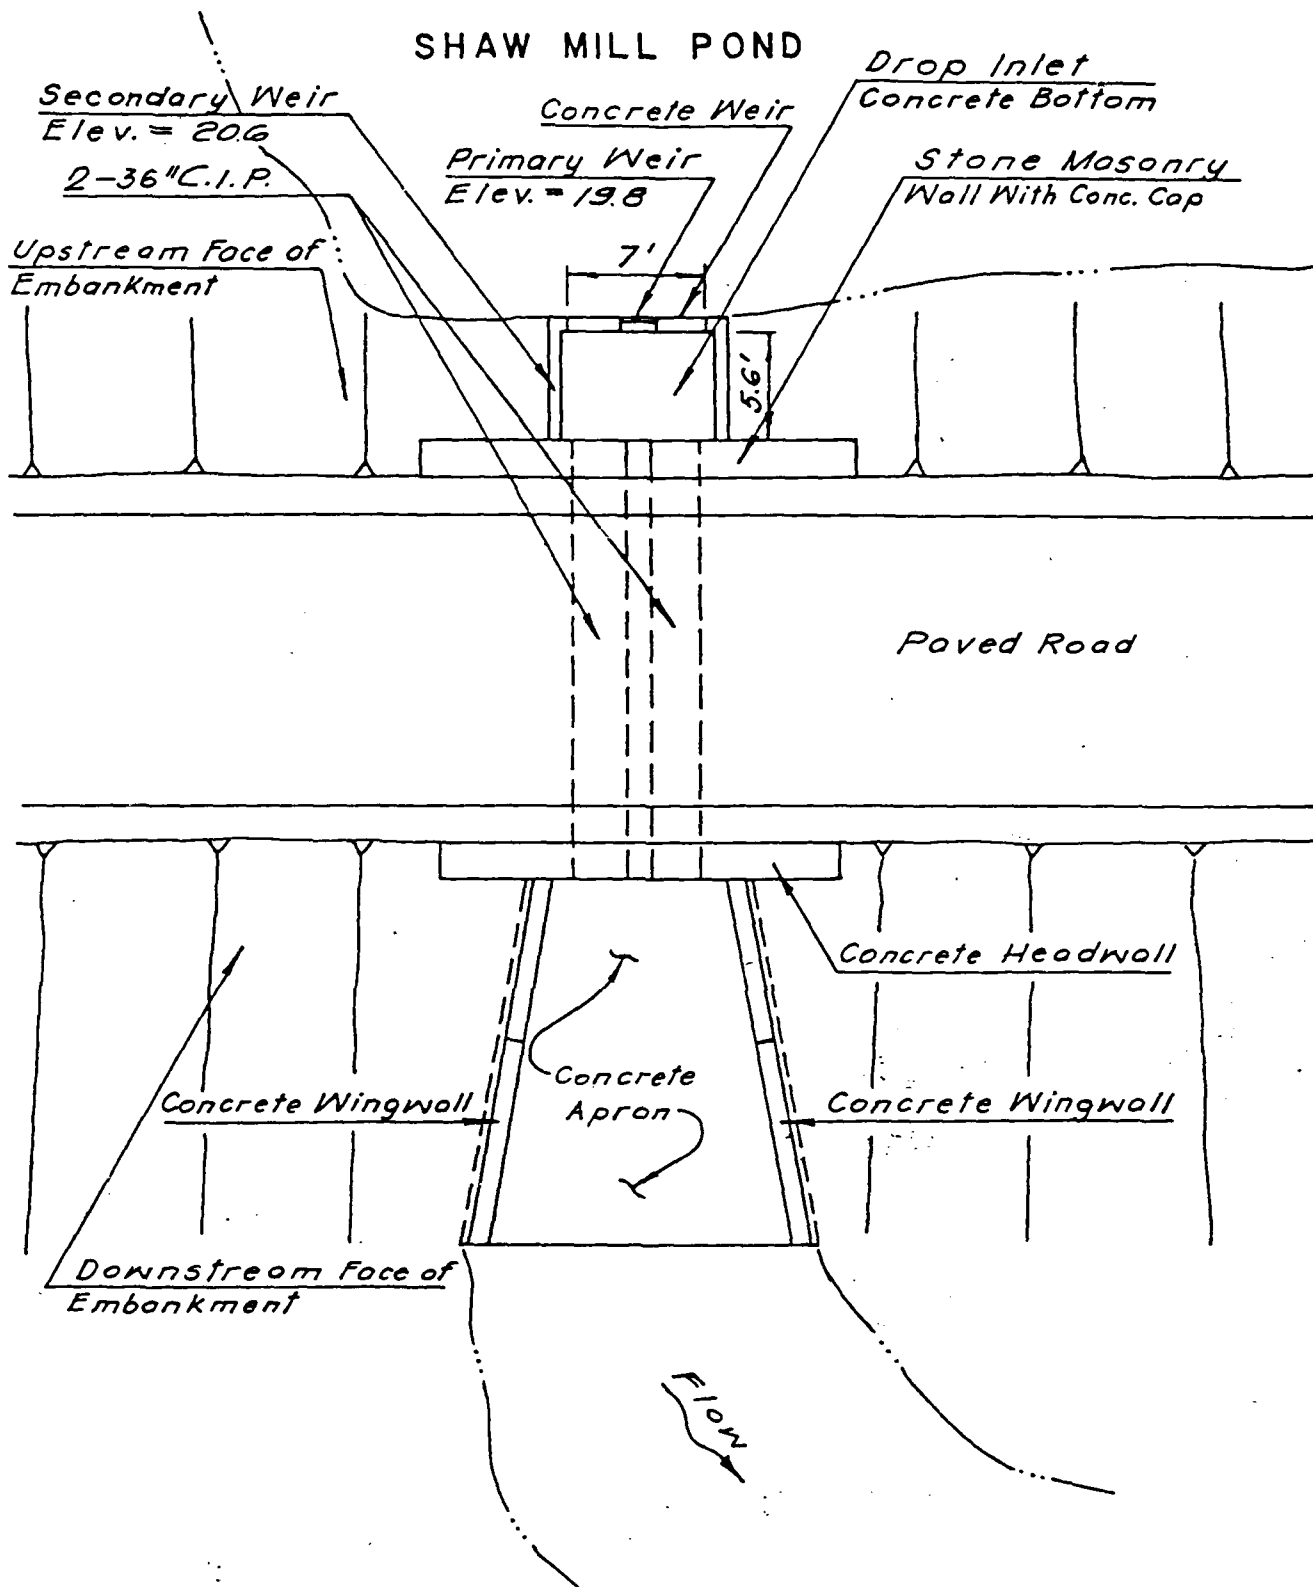 SHAW MILL POND
Drop Inlet
Concrete Bottom
Secondary Weir
Elev. = 20.6
Concrete Weir
2-36" C.I.P.
Primary Weir
Elev. = 19.8
Stone Masonry
Wall With Conc. Cap
Upstream Face of
Embankment
7'
5.6'
Paved Road
Concrete Headwall
Concrete
Apron
Concrete Wingwall
Concrete Wingwall
Downstream Face of
Embankment
Flow